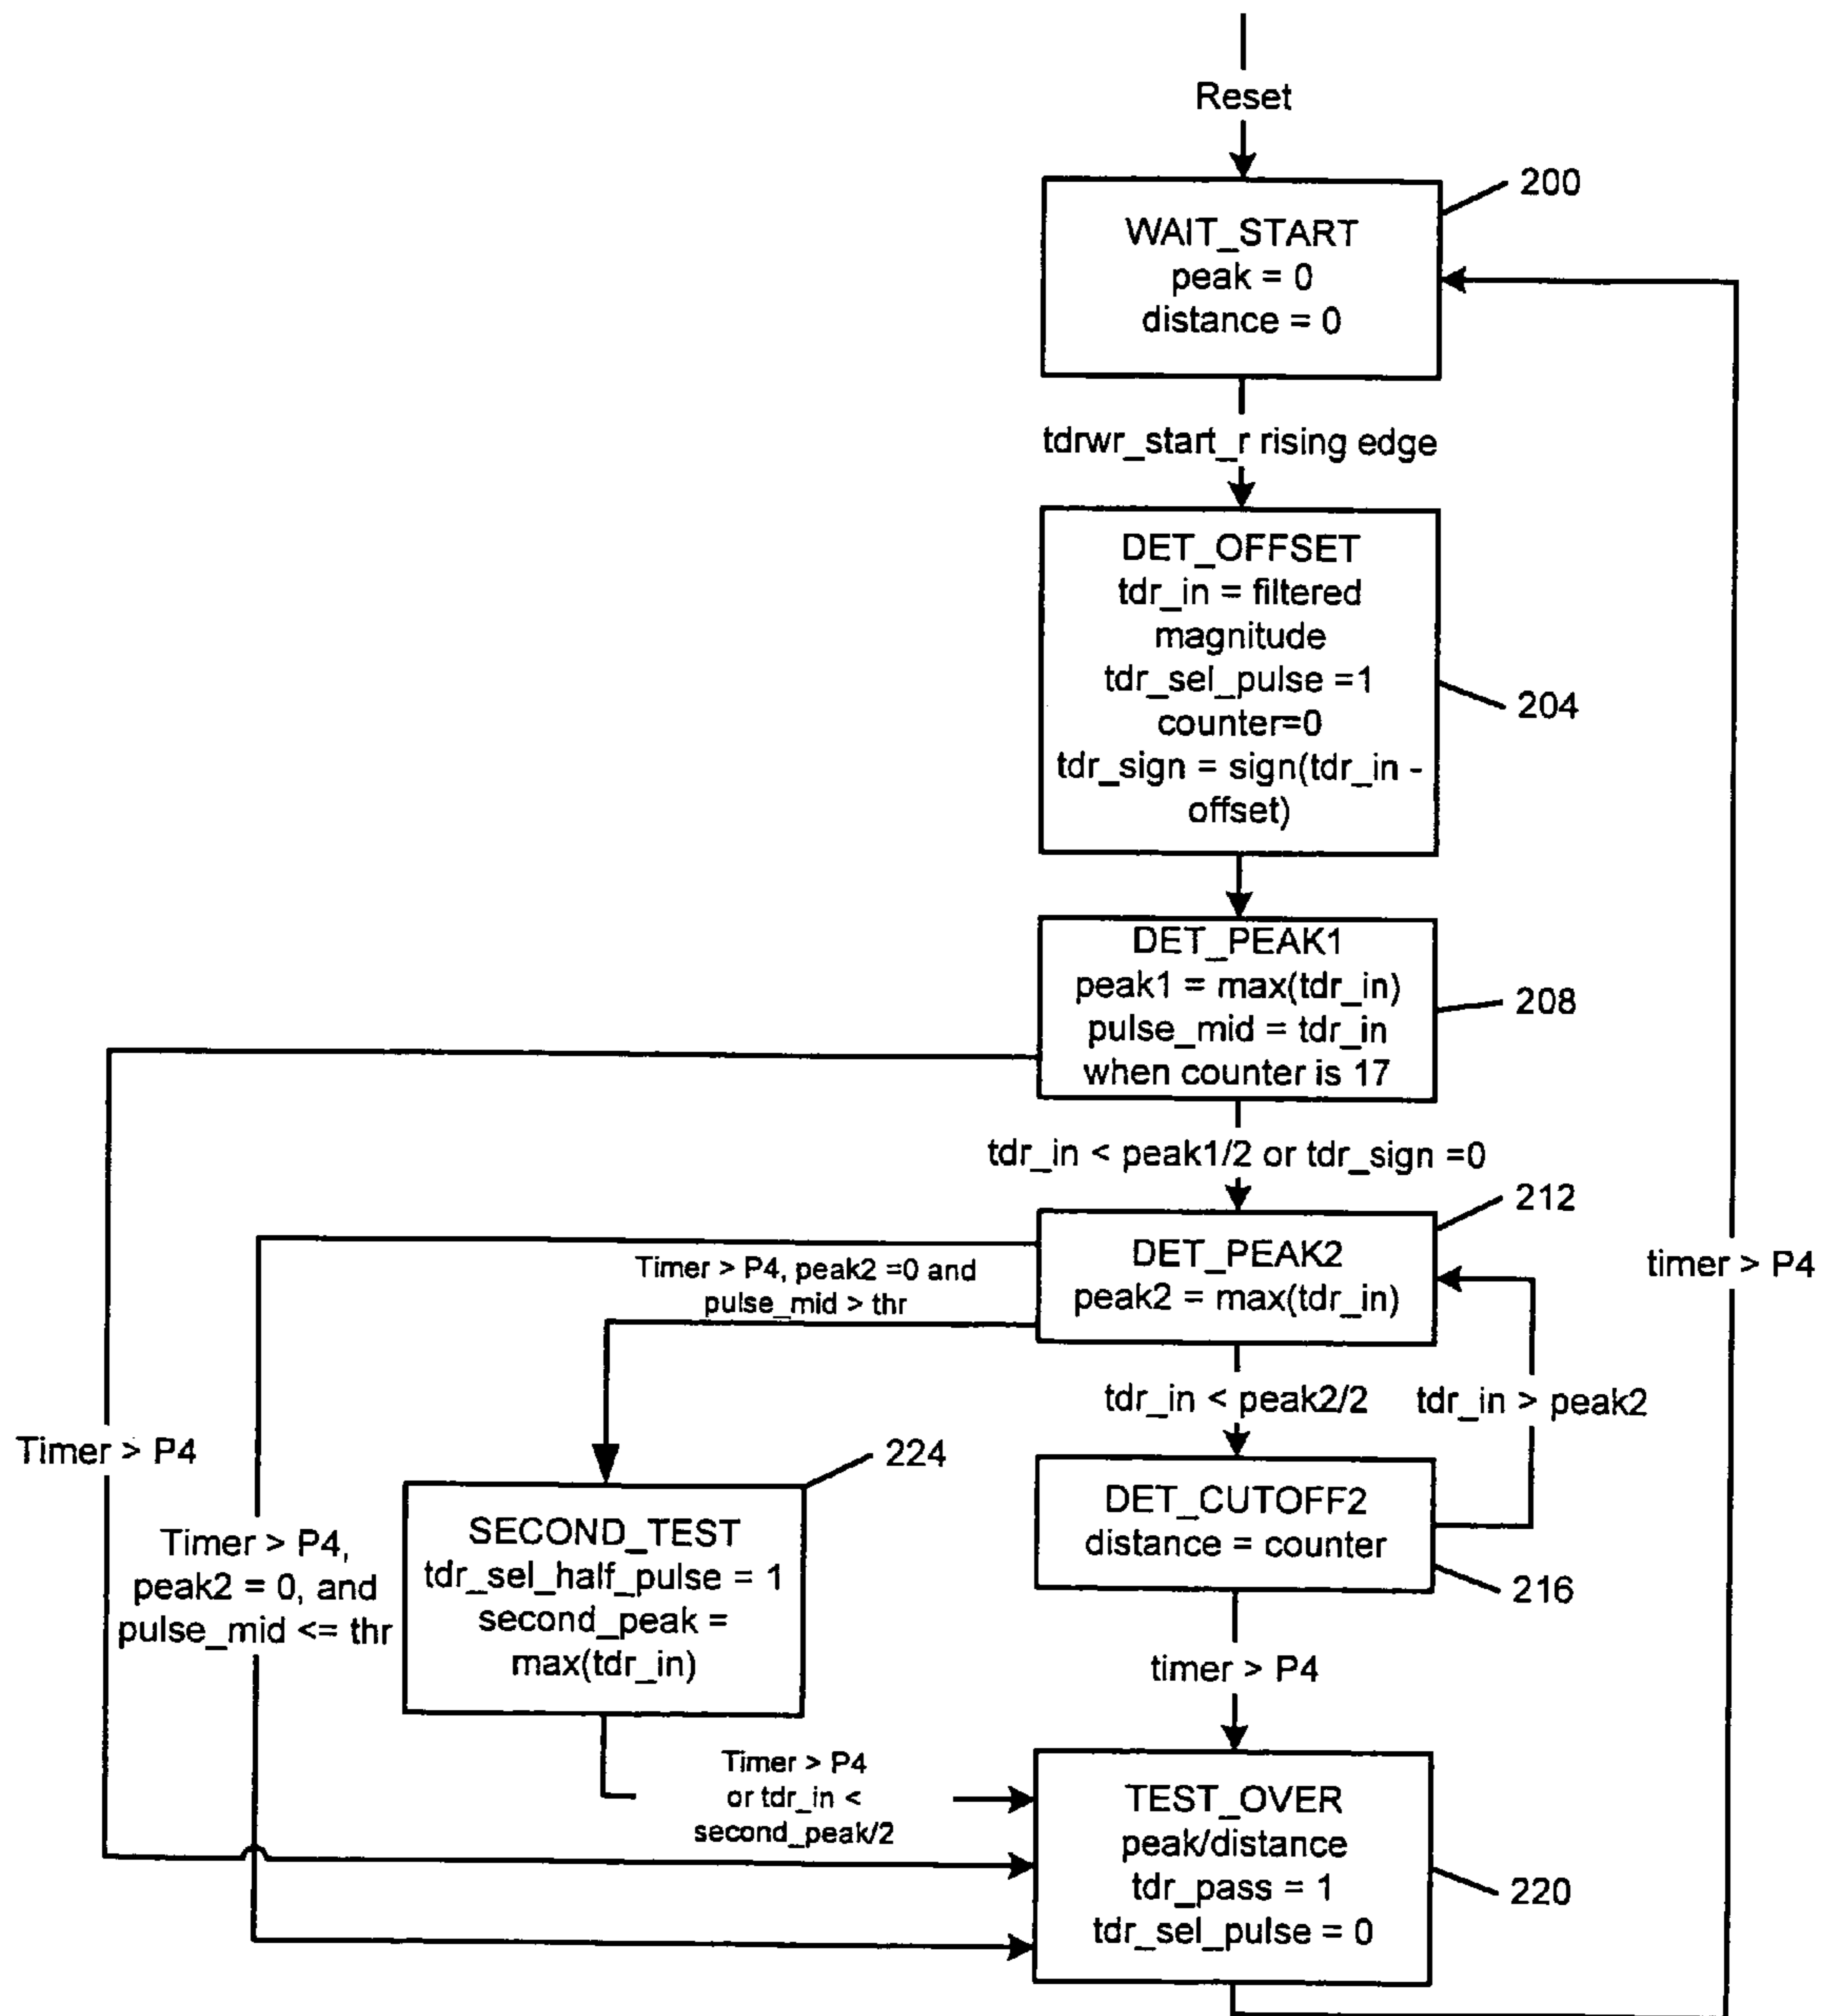 Reset
200
WAIT_START
peak = 0
distance = 0
tdrwr_start_r rising edge
DET_OFFSET
tdr_in = filtered
magnitude
tdr_sel_pulse =1
counter=0
tdr_sign = sign(tdr_in -
offset)
204
DET_PEAK1
peak1 = max(tdr_in)
pulse_mid = tdr_in
when counter is 17
208
tdr_in < peak1/2 or tdr_sign =0
212
DET_PEAK2
peak2 = max(tdr_in)
Timer > P4, peak2 =0 and
pulse_mid > thr
timer > P4
tdr_in < peak2/2
tdr_in > peak2
Timer > P4
224
SECOND_TEST
tdr_sel_half_pulse = 1
second_peak =
max(tdr_in)
DET_CUTOFF2
distance = counter
216
Timer > P4,
peak2 = 0, and
pulse_mid <= thr
timer > P4
Timer > P4
or tdr_in <
second_peak/2
TEST_OVER
peak/distance
tdr_pass = 1
tdr_sel_pulse = 0
220